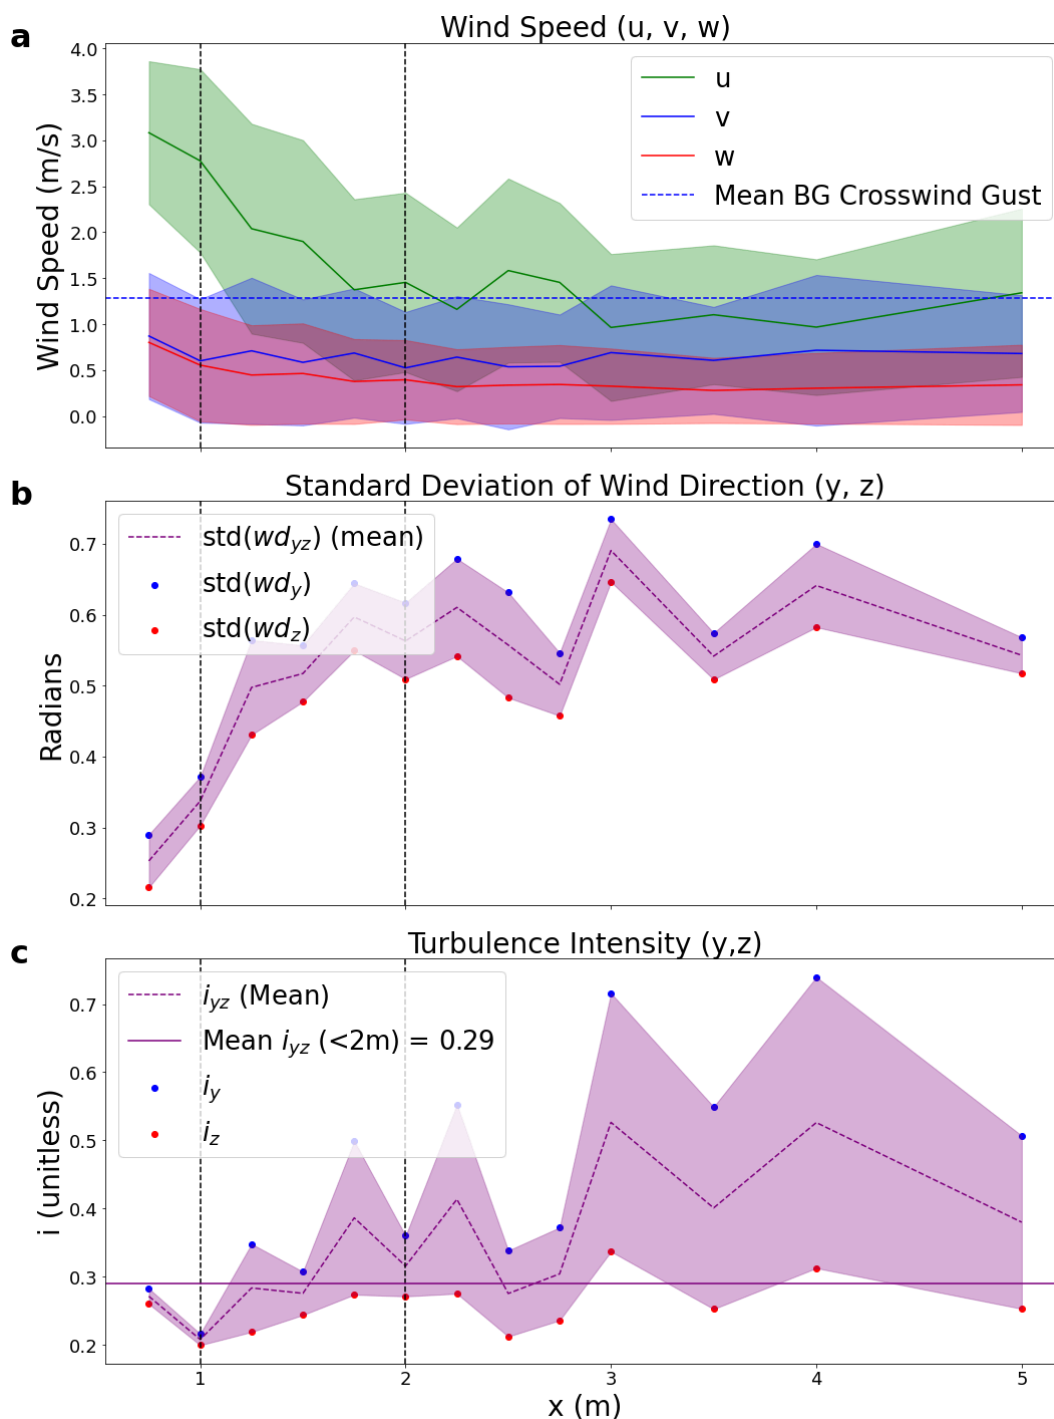 a
Wind Speed (u, v, w)
Wind Speed (m/s)
4.0
3.5
3.0
2.5
2.0
1.5
1.0
0.5
0.0
u
v
w
Mean BG Crosswind Gust
b
Standard Deviation of Wind Direction (y, z)
Radians
0.7
0.6
0.5
0.4
0.3
0.2
std(wd_yz) (mean)
std(wd_y)
std(wd_z)
c
Turbulence Intensity (y,z)
i (unitless)
0.7
0.6
0.5
0.4
0.3
0.2
i_yz (Mean)
Mean i_yz (<2m) = 0.29
i_y
i_z
1 2 3 4 5
x (m)